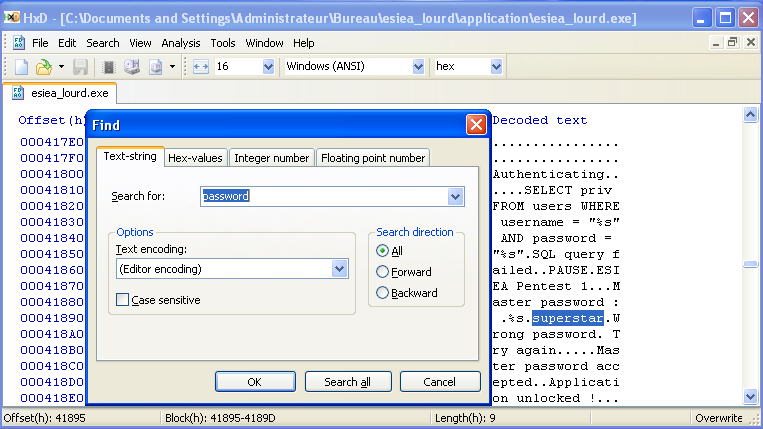 HxD - [C:\Documents and Settings\Administrateur\Bureau\esiea_lourd\application\esiea_lourd.exe]
File Edit Search View Analysis Tools Window Help
16 Windows (ANSI) hex
esiea_lourd.exe
Offset(h) Decoded text
000417E0 ................
000417F0 ................
00041800 Authenticating..
00041810 ....SELECT priv
00041820 FROM users WHERE
00041830 username = "%s"
00041840 AND password =
00041850 "%s".SQL query f
00041860 ailed..PAUSE.ESI
00041870 EA Pentest 1...M
00041880 aster password :
00041890 .%s.superstar.W
000418A0 rong password. T
000418B0 ry again.....Mas
000418C0 ter password acc
000418D0 epted..Applicati
000418E0 on unlocked !...
Find
Text-string Hex-values Integer number Floating point number
Search for: password
Options
Text encoding:
(Editor encoding)
Case sensitive
Search direction
All
Forward
Backward
OK Search all Cancel
Offset(h): 41895 Block(h): 41895-4189D Length(h): 9 Overwrite